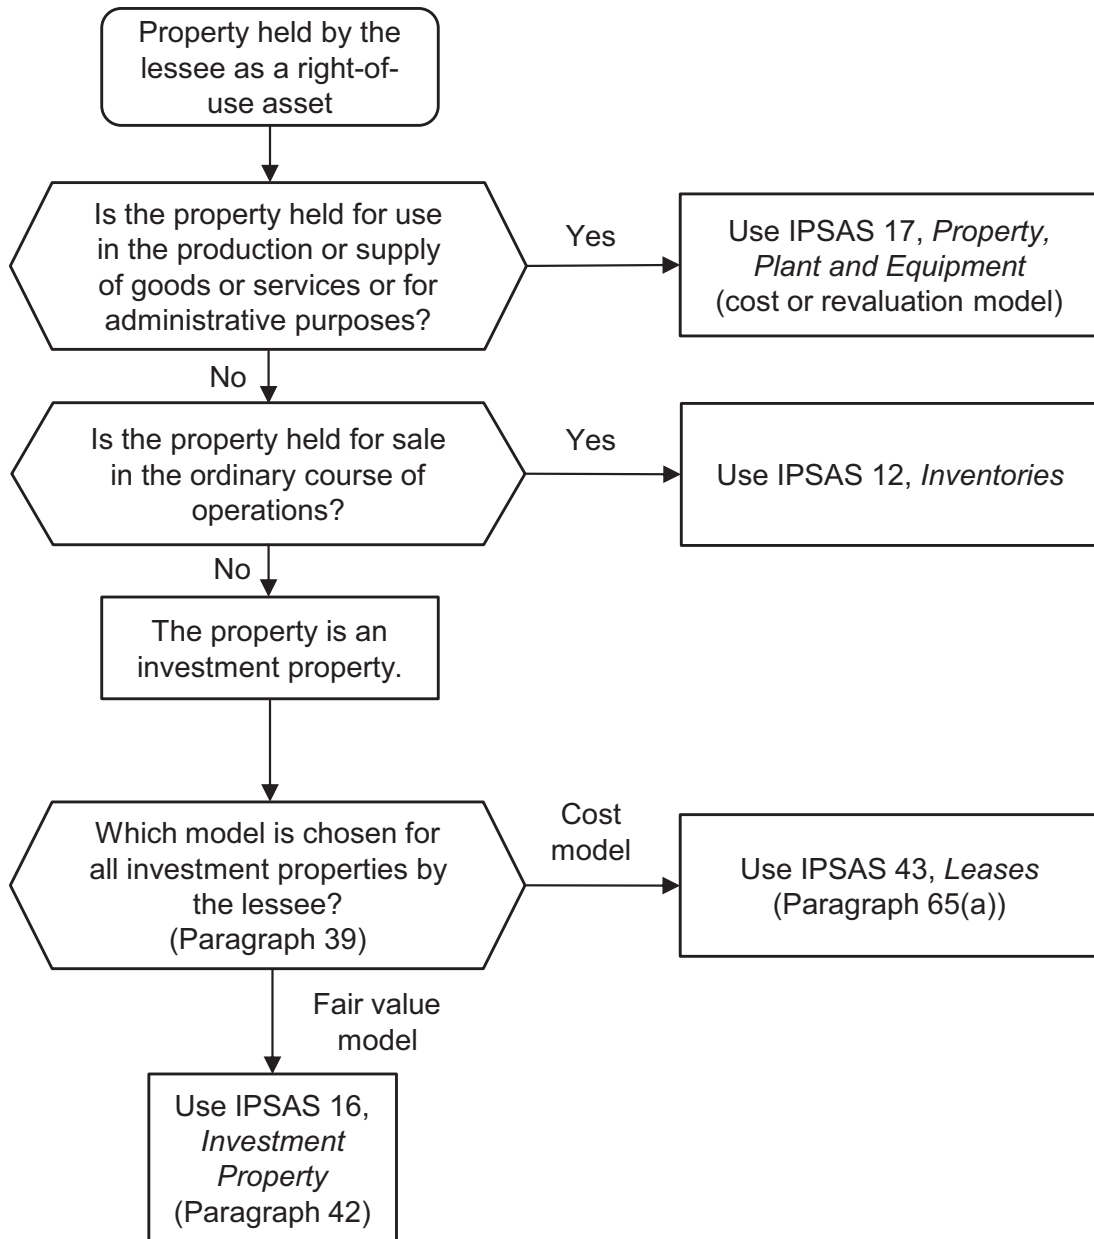 Property held by the
lessee as a right-of-
use asset
Is the property held for use
in the production or supply
of goods or services or for
administrative purposes?
Yes
Use IPSAS 17, Property,
Plant and Equipment
(cost or revaluation model)
No
Is the property held for sale
in the ordinary course of
operations?
Yes
Use IPSAS 12, Inventories
No
The property is an
investment property.
Which model is chosen for
all investment properties by
the lessee?
(Paragraph 39)
Cost
model
Use IPSAS 43, Leases
(Paragraph 65(a))
Fair value
model
Use IPSAS 16,
Investment
Property
(Paragraph 42)